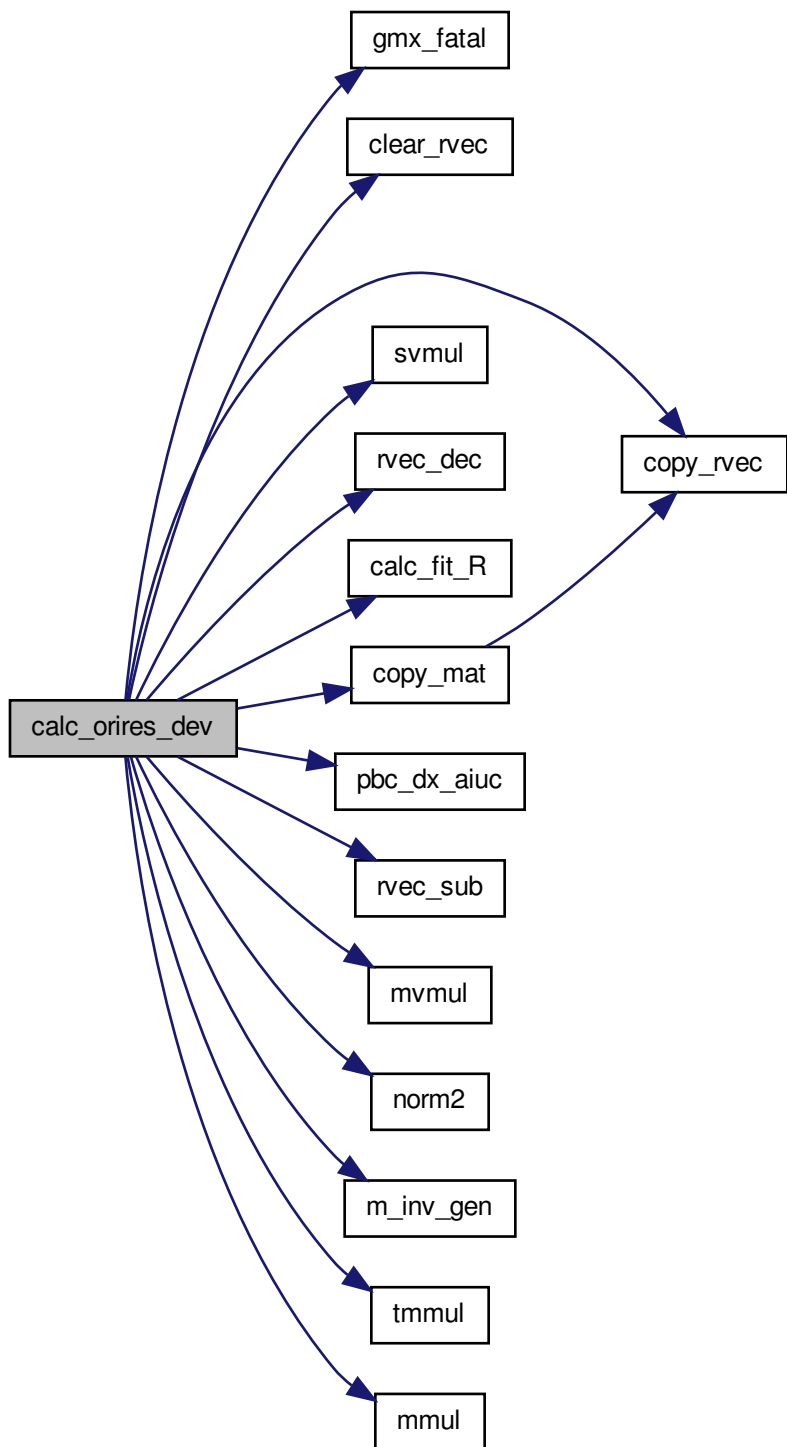 gmx_fatal
clear_rvec
svmul
rvec_dec
copy_rvec
calc_fit_R
copy_mat
calc_orires_dev
pbc_dx_aiuc
rvec_sub
mvmul
norm2
m_inv_gen
tmmul
mmul